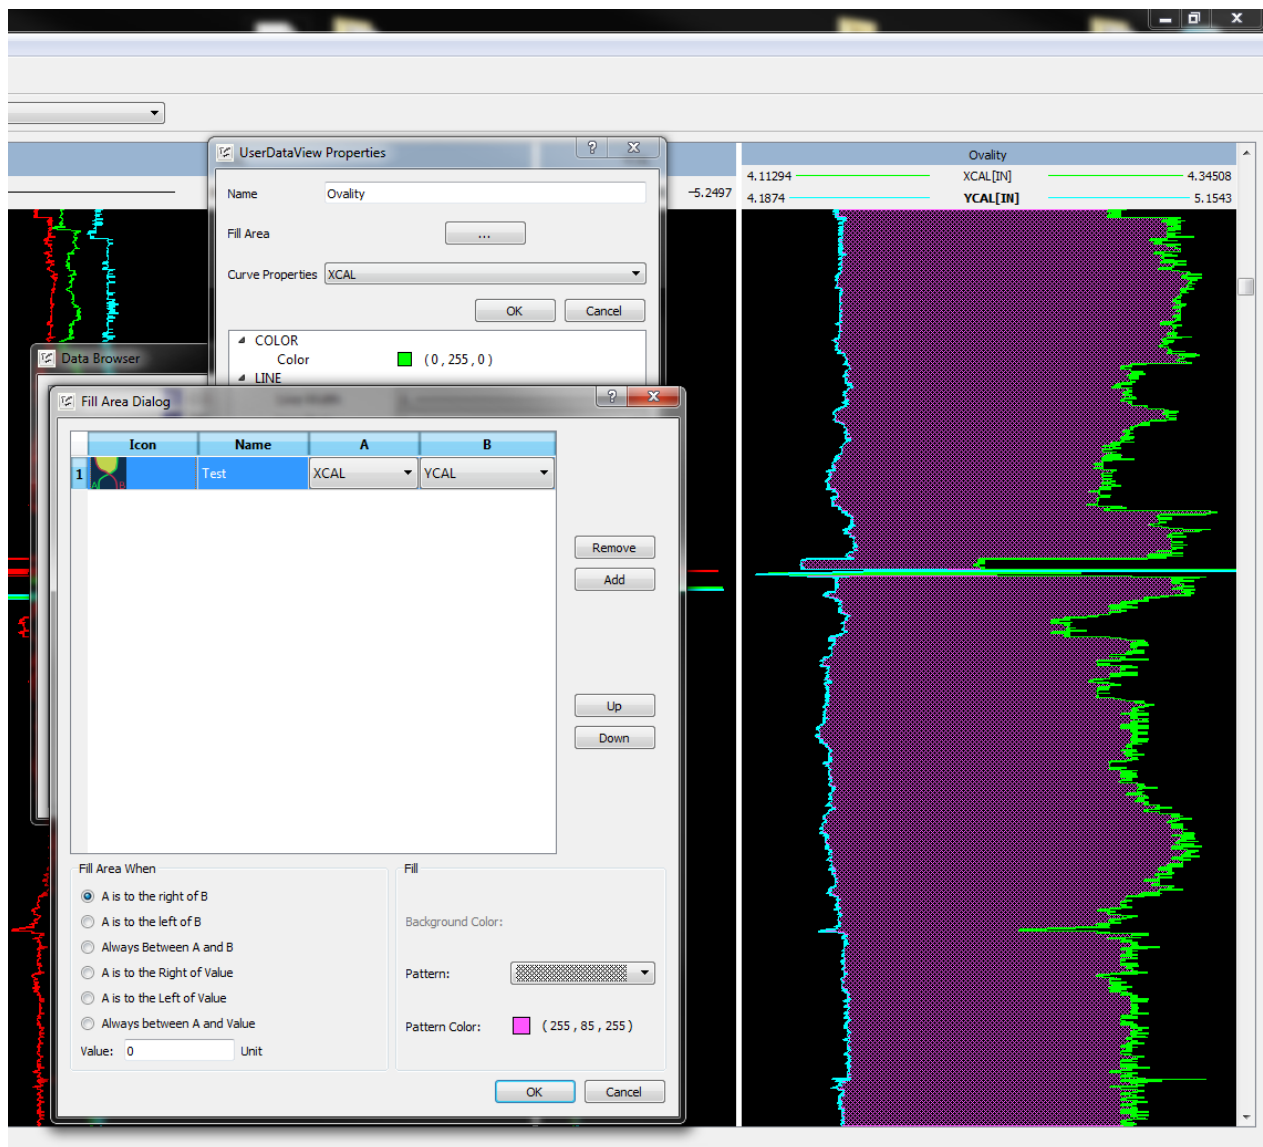 UserDataView Properties
Name Ovality
Fill Area ...
Curve Properties XCAL
OK Cancel
COLOR
Color (0, 255, 0)
LINE
-5.2497
Ovality
4.11294 XCAL[IN] 4.34508
4.1874 YCAL[IN] 5.1543
Data Browser
Fill Area Dialog
Icon Name A B
1 A B Test XCAL YCAL
Remove
Add
Up
Down
Fill Area When
A is to the right of B
A is to the left of B
Always Between A and B
A is to the Right of Value
A is to the Left of Value
Always between A and Value
Value: 0 Unit
Fill
Background Color:
Pattern:
Pattern Color: (255, 85, 255)
OK Cancel